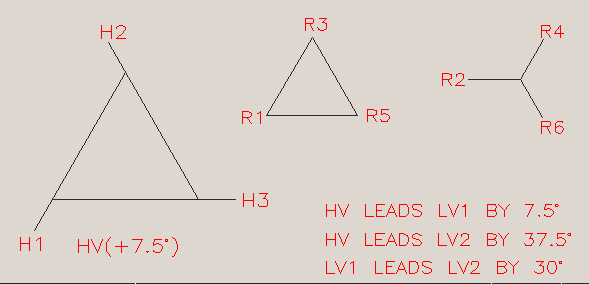 H2
R3
R4
R1
R5
R2
R6
H3
H1
HV(+7.5°)
HV LEADS LV1 BY 7.5°
HV LEADS LV2 BY 37.5°
LV1 LEADS LV2 BY 30°